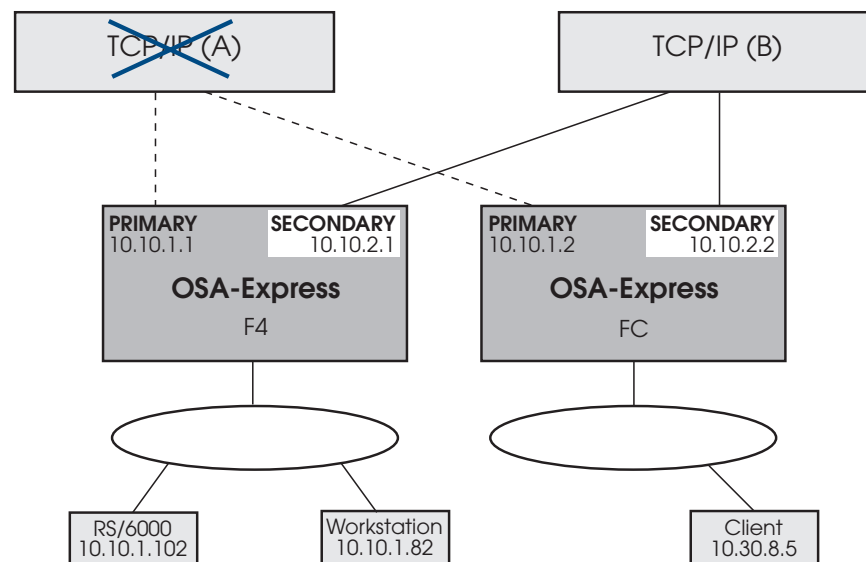 TCP/IP (A)
TCP/IP (B)
PRIMARY
10.10.1.1
SECONDARY
10.10.2.1
OSA-Express
F4
PRIMARY
10.10.1.2
SECONDARY
10.10.2.2
OSA-Express
FC
RS/6000
10.10.1.102
Workstation
10.10.1.82
Client
10.30.8.5